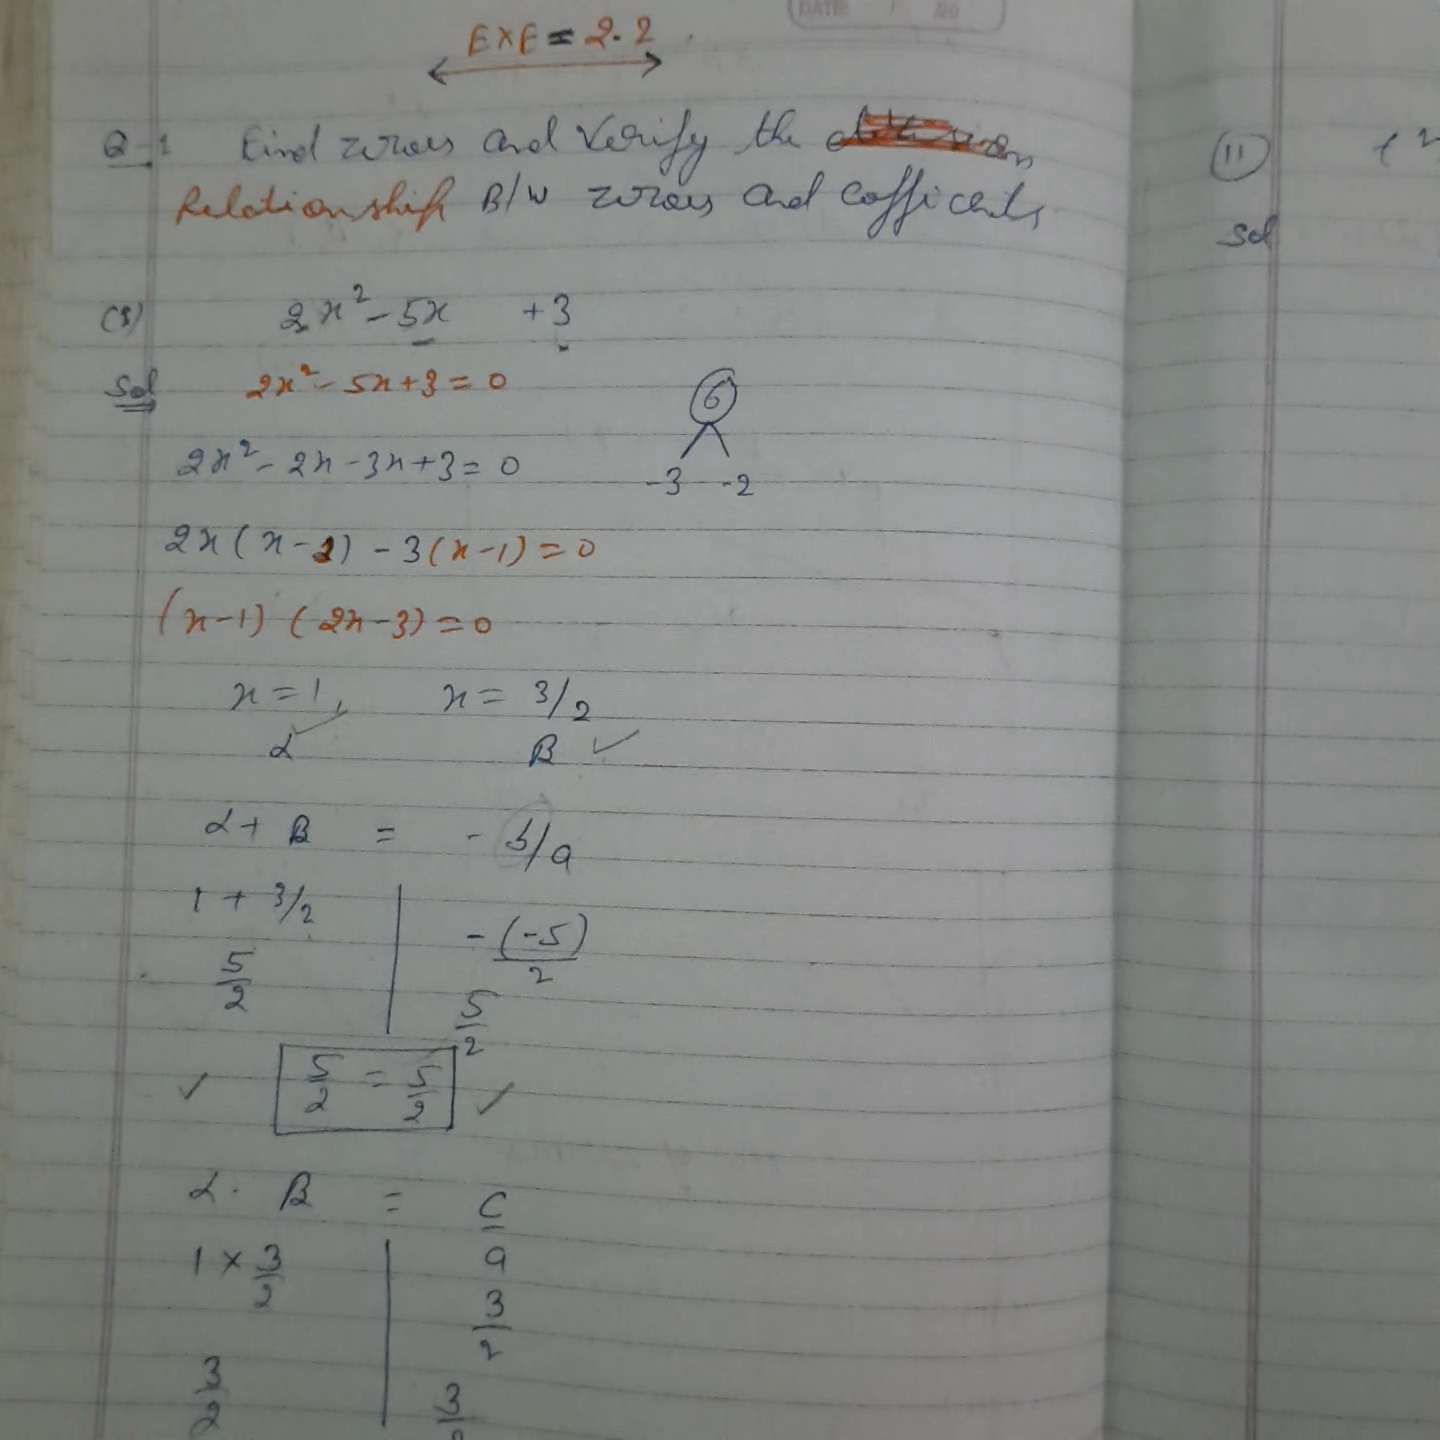 DATE / 20
EXE = 2.2
Q-1 Find zeroes and Verify the
Relationship B/W zeroes and cofficents
2x² - 5x + 3
Sol 2x² - 5x + 3 = 0
6
2x² - 2x - 3x + 3 = 0
-3 -2
2x (x - 1) - 3 (x - 1) = 0
(x - 1) (2x - 3) = 0
x = 1, x = 3/2
α B ✓
α + B = - b/a
1 + 3/2 | -(-5)/2
5/2 | 5/2
✓ 5/2 = 5/2 ✓
α . B = c/a
1 × 3/2 | 3/2
3/2 | 3
11
Sol